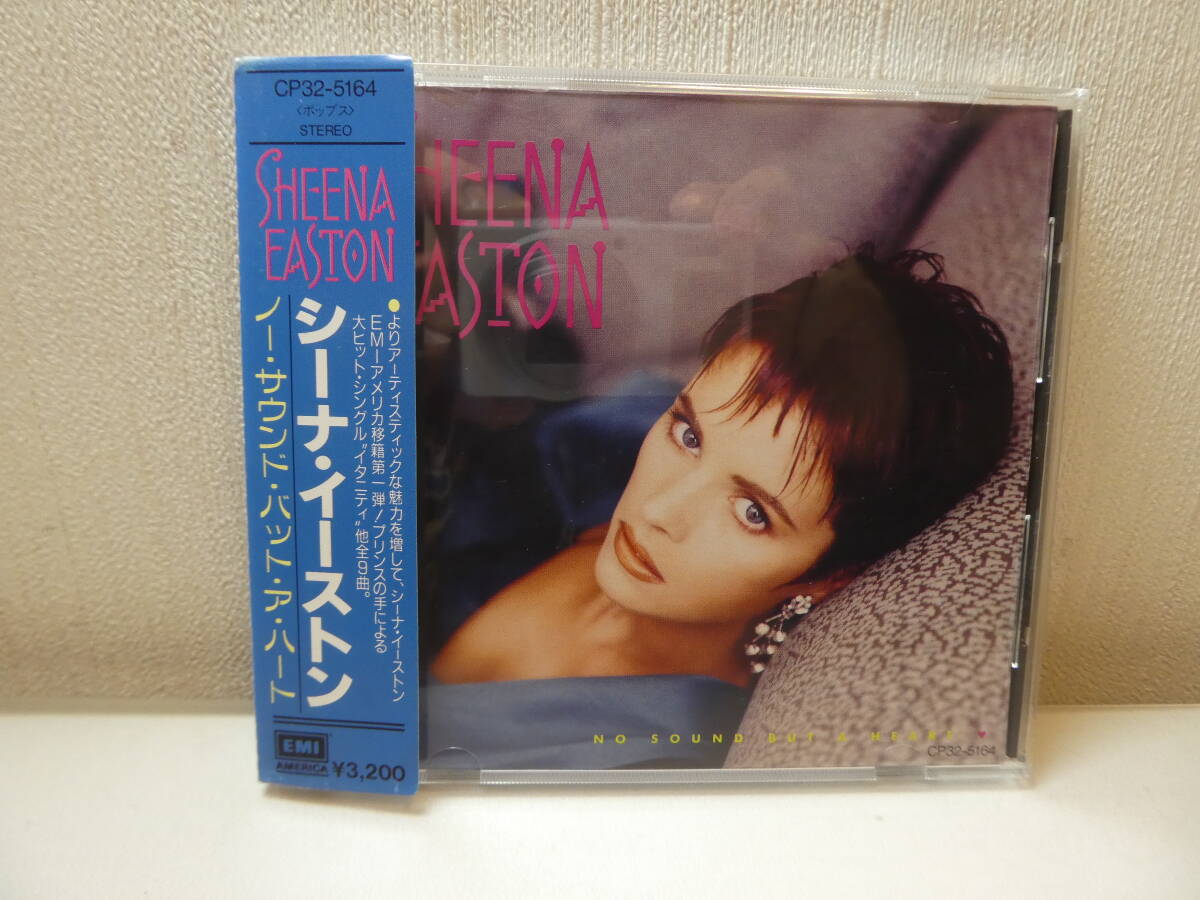 CP32-5164
〈ポップス〉
STEREO
SHEENA
EASTON
●よりアーティスティックな魅力を増して、シーナ・イーストン
EMIーアメリカ移籍第一弾!プリンスの手による
大ヒット・シングル"イタニティ"他全9曲。
シーナ・イーストン
ノー・サウンド・バット・ア・ハート
EMI
AMERICA
¥3,200
SHEENA
EASTON
NO SOUND BUT A HEART
CP32-5164